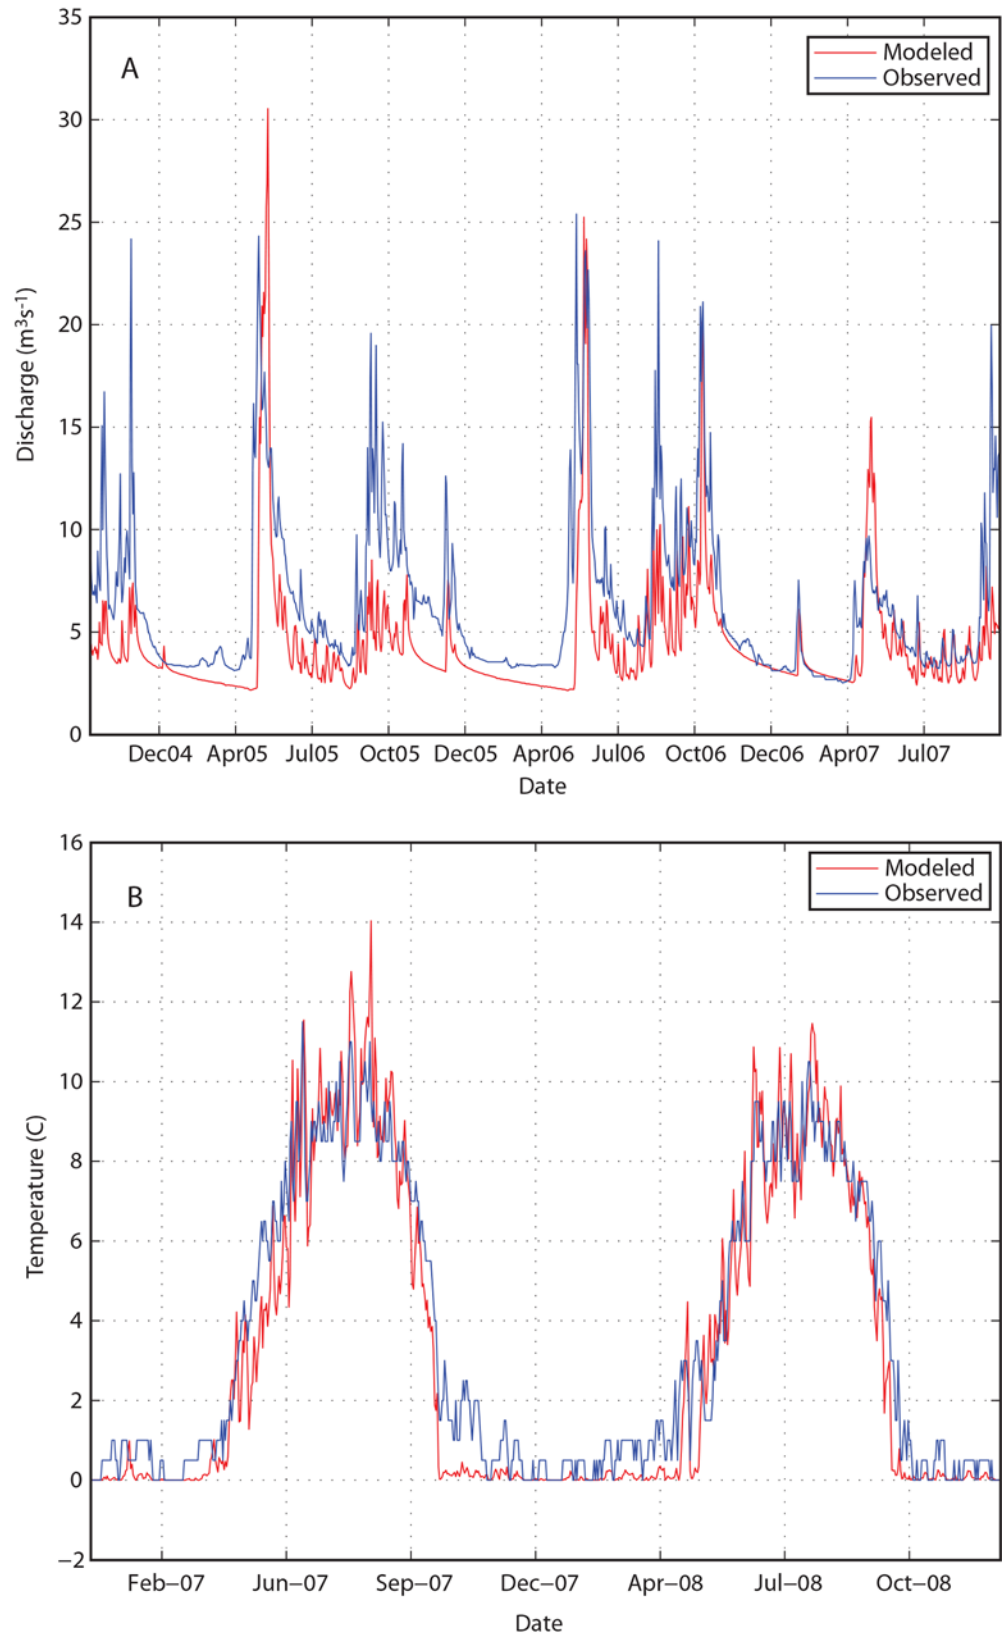 35
30
25
20
15
10
5
0
A
Modeled
Observed
Discharge (m³s⁻¹)
Dec04 Apr05 Jul05 Oct05 Dec05 Apr06 Jul06 Oct06 Dec06 Apr07 Jul07
Date
16
14
12
10
8
6
4
2
0
−2
B
Modeled
Observed
Temperature (C)
Feb–07 Jun–07 Sep–07 Dec–07 Apr–08 Jul–08 Oct–08
Date